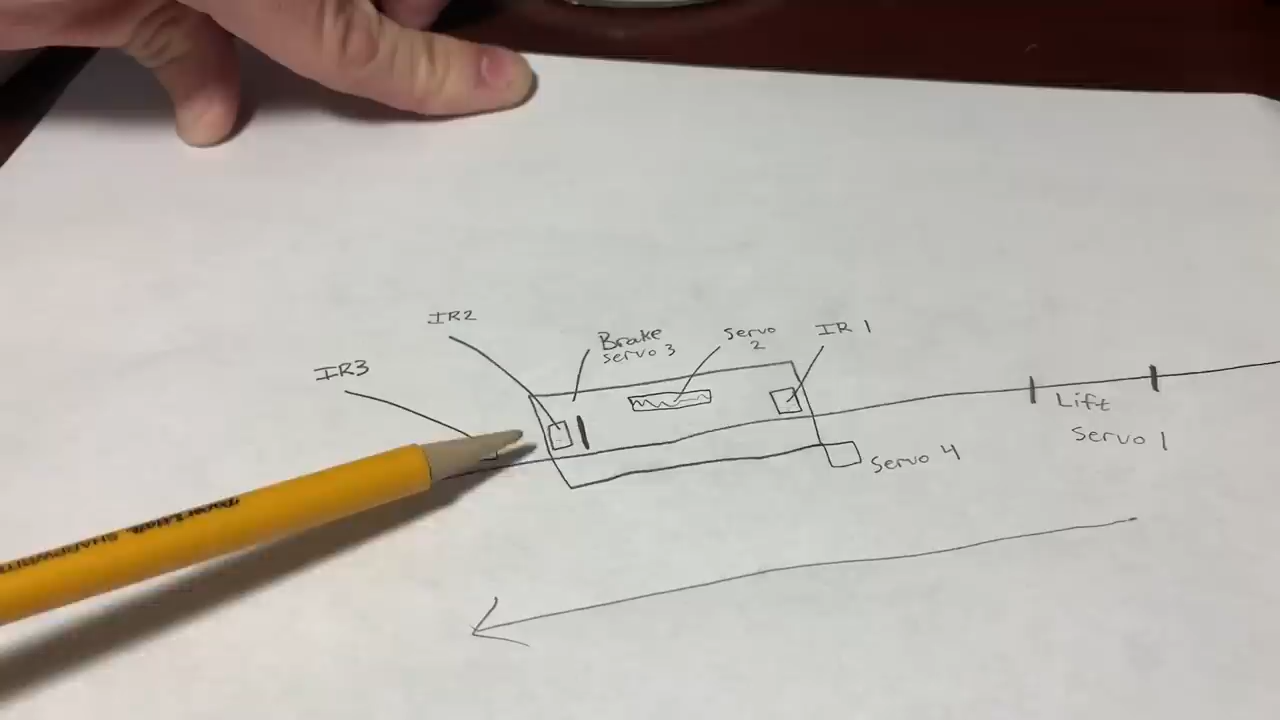 IR2
IR3
Brake
servo 3
Servo
2
IR 1
Lift
Servo 1
Servo 4